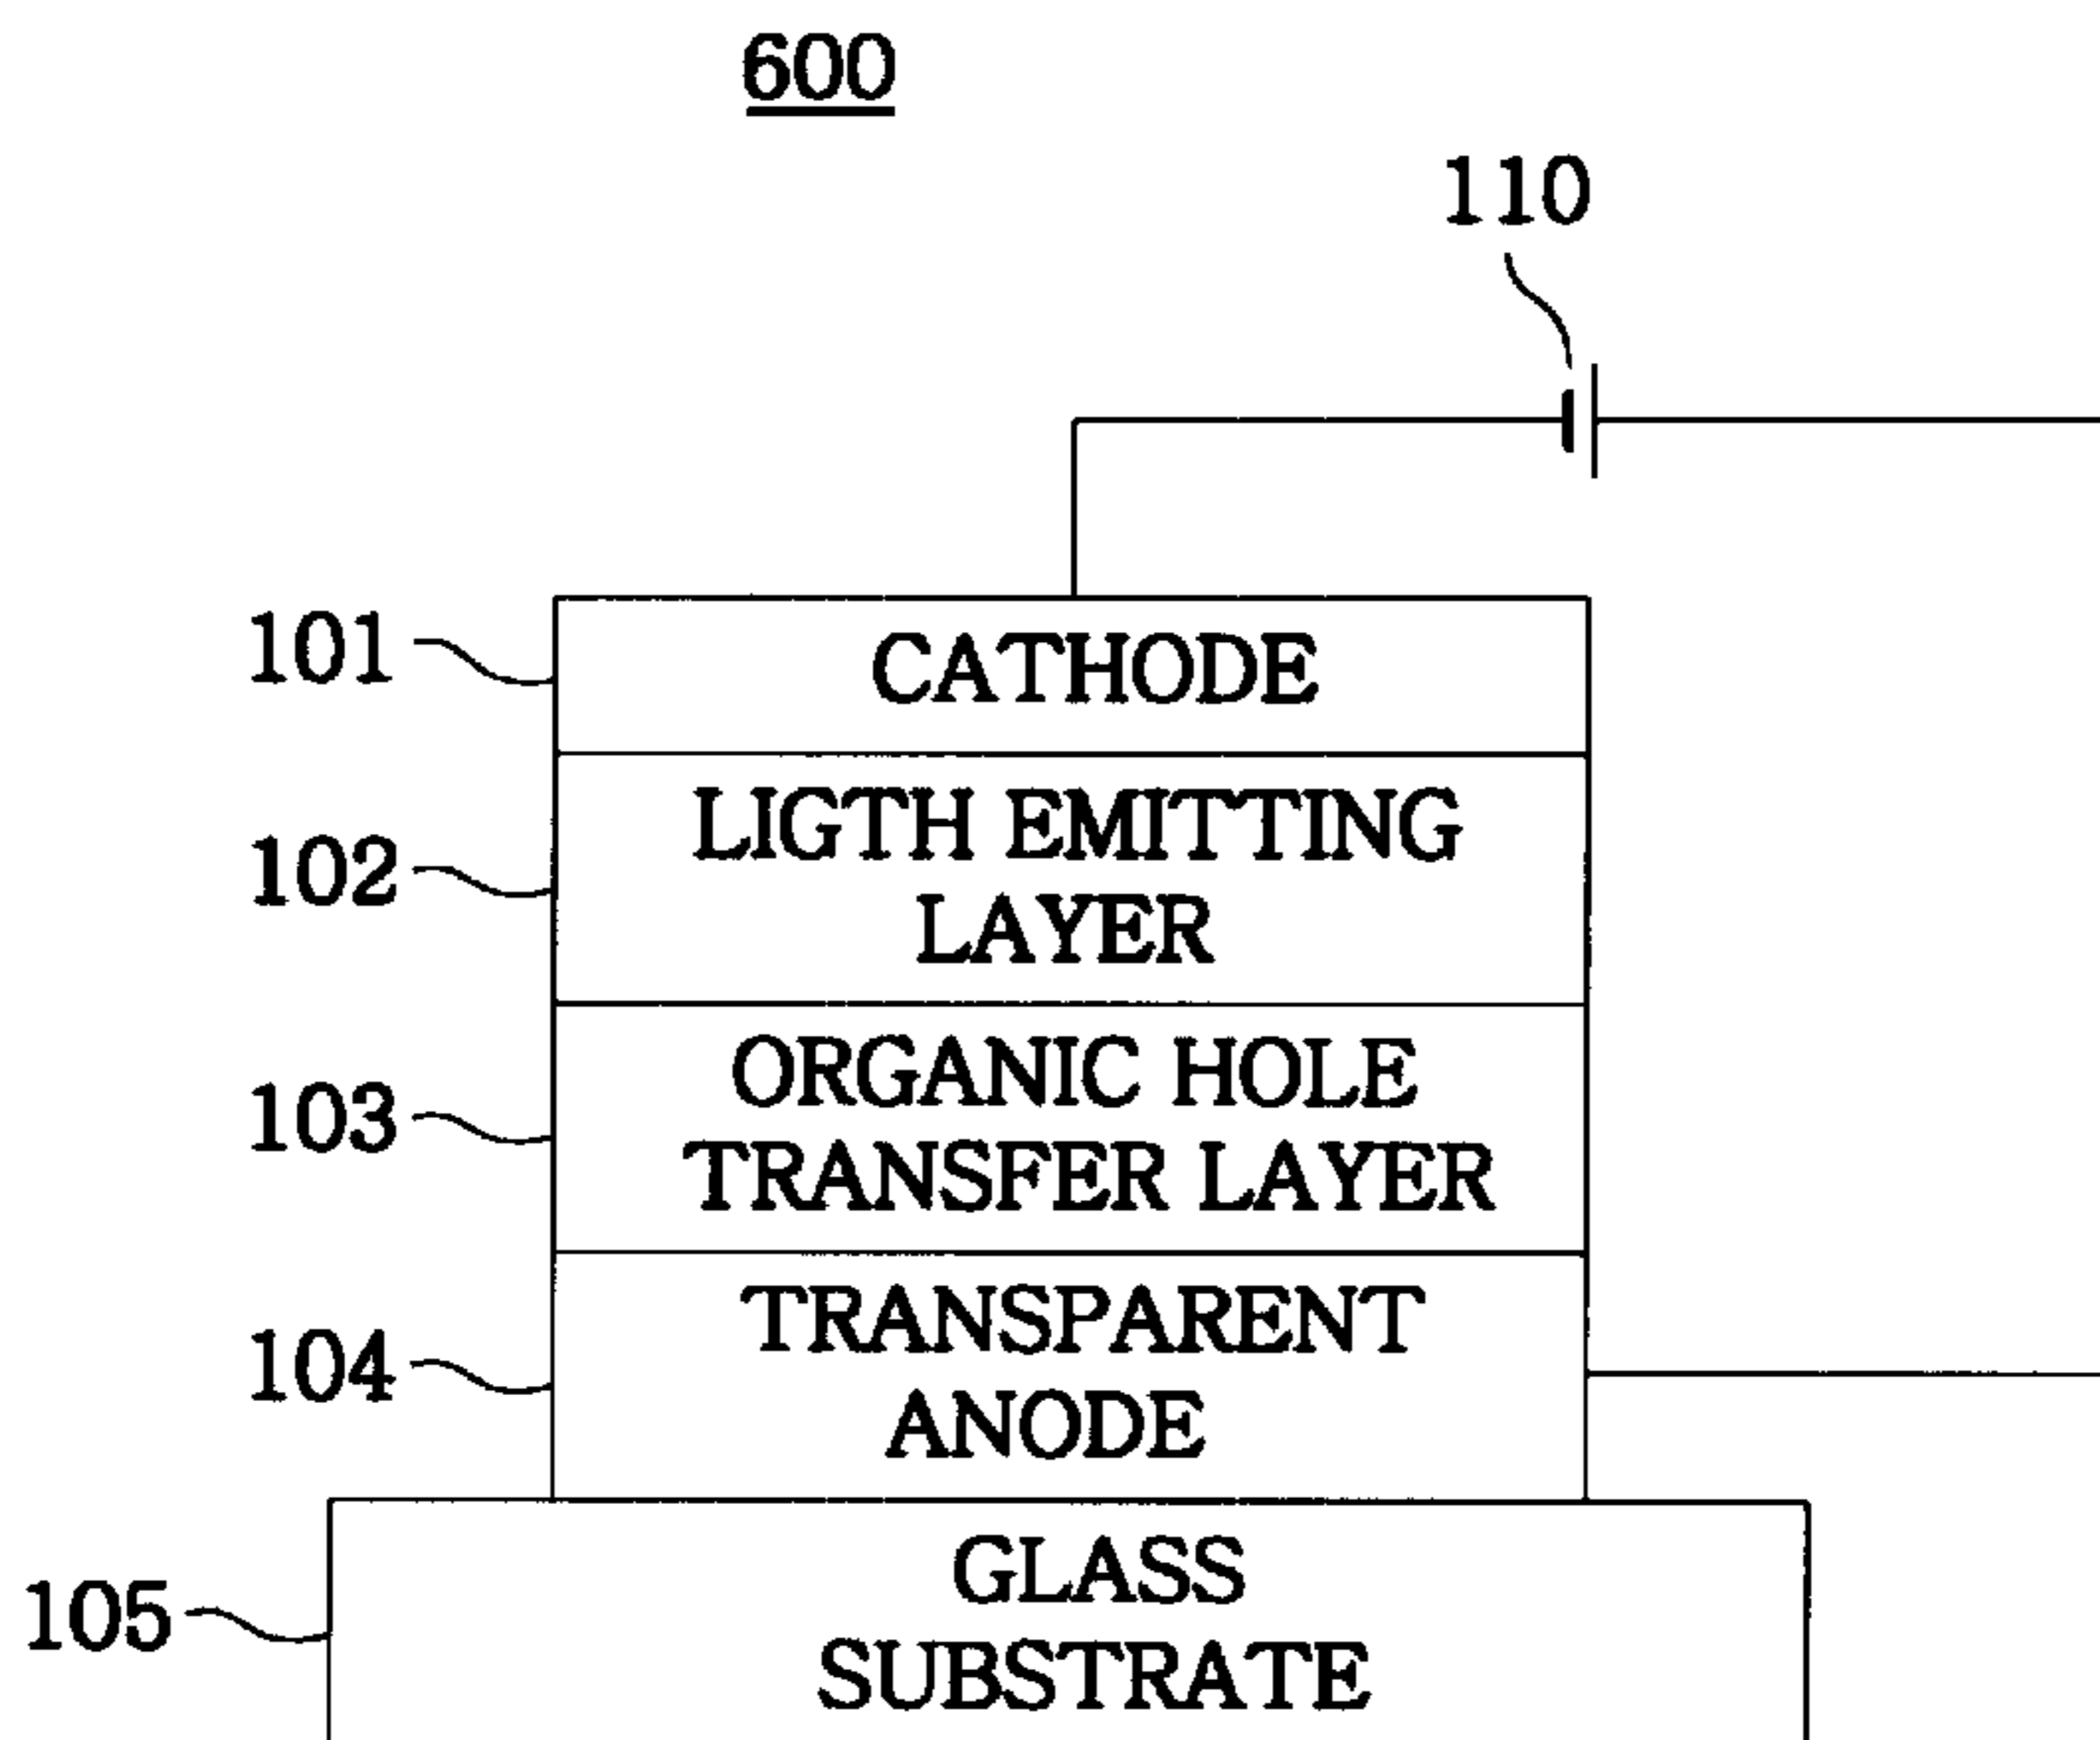 600
110
101
CATHODE
102
LIGTH EMITTING
LAYER
103
ORGANIC HOLE
TRANSFER LAYER
104
TRANSPARENT
ANODE
105
GLASS
SUBSTRATE